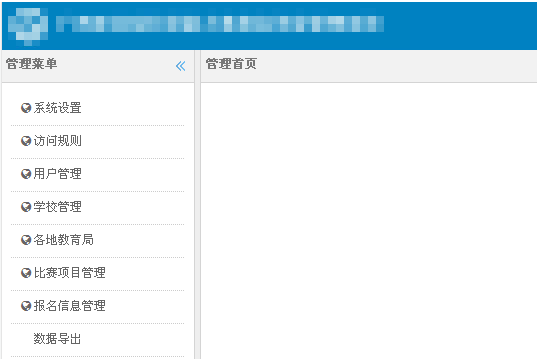 管理菜单
管理首页
系统设置
访问规则
用户管理
学校管理
各地教育局
比赛项目管理
报名信息管理
数据导出